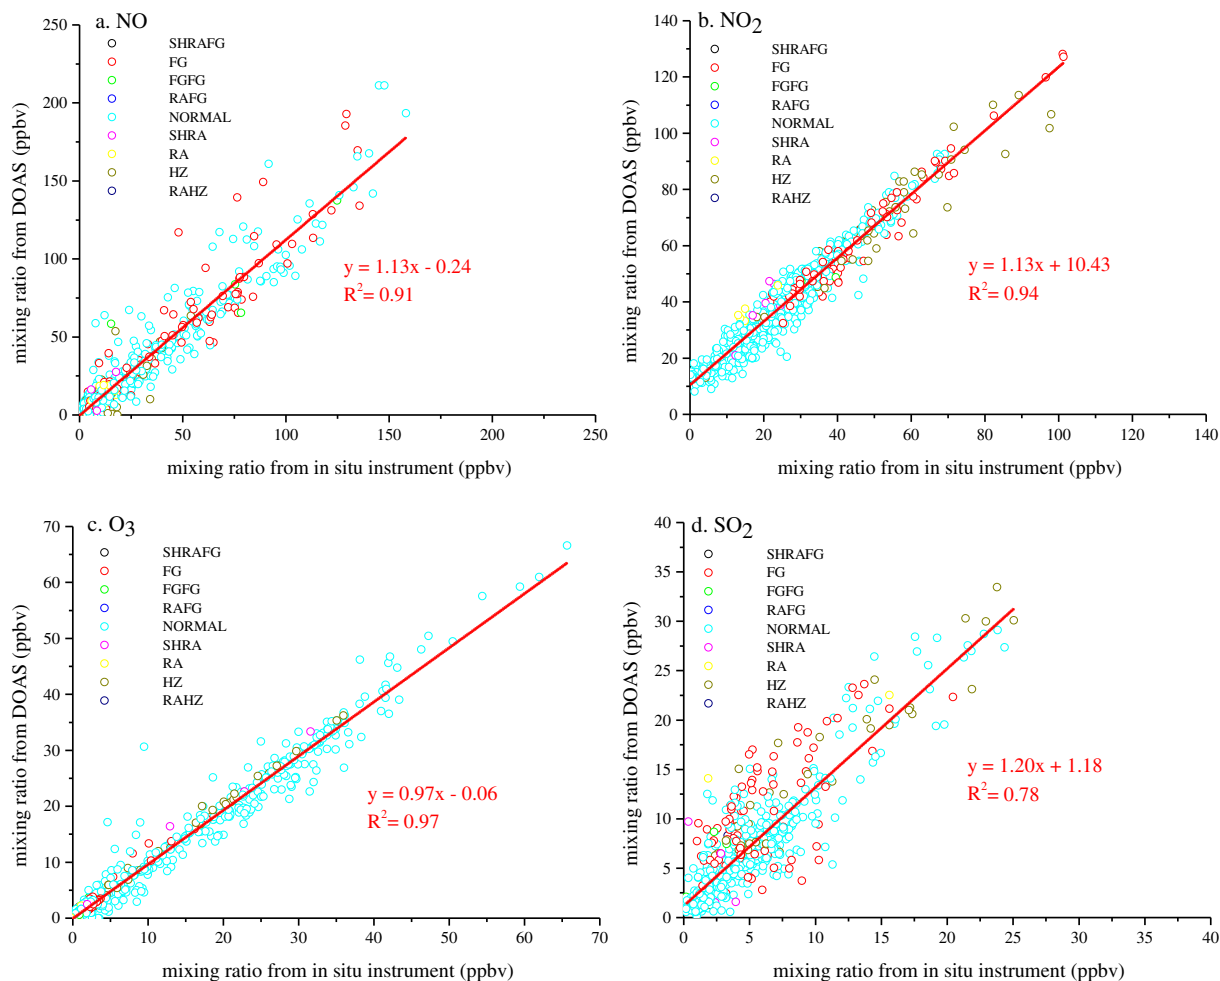 a. NO
SHRAFG
FG
FGFG
RAFG
NORMAL
SHRA
RA
HZ
RAHZ
y = 1.13x - 0.24
R²= 0.91
250
200
150
100
50
0
0 50 100 150 200 250
mixing ratio from DOAS (ppbv)
mixing ratio from in situ instrument (ppbv)
b. NO₂
SHRAFG
FG
FGFG
RAFG
NORMAL
SHRA
RA
HZ
RAHZ
y = 1.13x + 10.43
R²= 0.94
140
120
100
80
60
40
20
0
0 20 40 60 80 100 120 140
mixing ratio from DOAS (ppbv)
mixing ratio from in situ instrument (ppbv)
c. O₃
SHRAFG
FG
FGFG
RAFG
NORMAL
SHRA
RA
HZ
RAHZ
y = 0.97x - 0.06
R²= 0.97
70
60
50
40
30
20
10
0
0 10 20 30 40 50 60 70
mixing ratio from DOAS (ppbv)
mixing ratio from in situ instrument (ppbv)
d. SO₂
SHRAFG
FG
FGFG
RAFG
NORMAL
SHRA
RA
HZ
RAHZ
y = 1.20x + 1.18
R²= 0.78
40
35
30
25
20
15
10
5
0
0 5 10 15 20 25 30 35 40
mixing ratio from DOAS (ppbv)
mixing ratio from in situ instrument (ppbv)